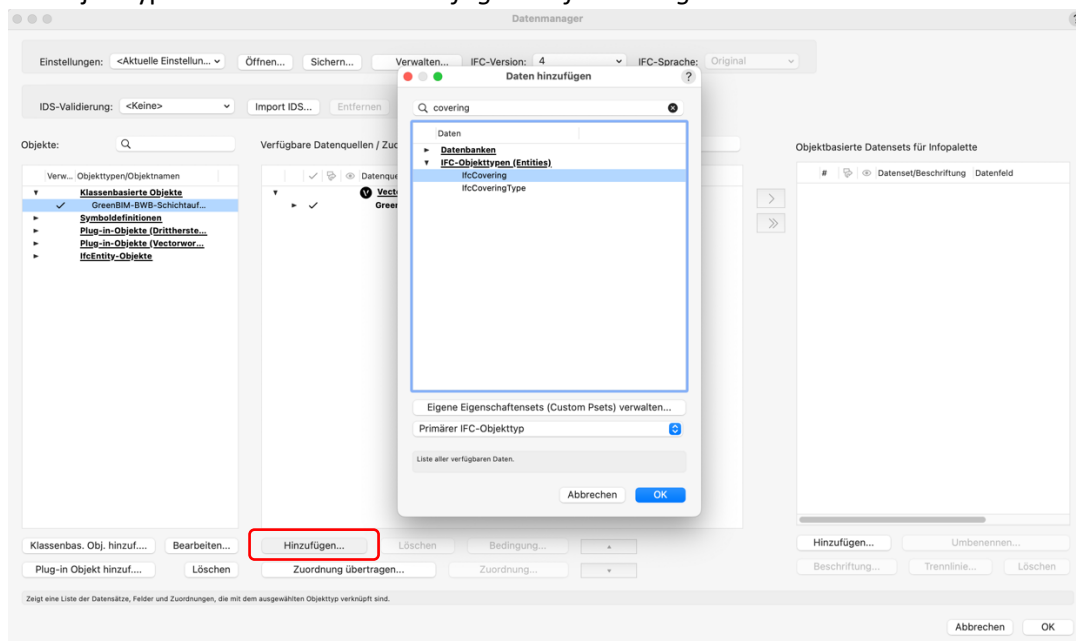 Datenmanager
?
Einstellungen: <Aktuelle Einstellun... Öffnen... Sichern... Verwalten... IFC-Version: 4 IFC-Sprache: Original
Daten hinzufügen ?
IDS-Validierung: <Keine> Import IDS... Entfernen
covering
Objekte:
Verfügbare Datenquellen / Zuo
Objektbasierte Datensets für Infopalette
Verw... Objekttypen/Objektnamen
Datenque
Daten
# Datenset/Beschriftung Datenfeld
Klassenbasierte Objekte
GreenBIM-BWB-Schichtauf...
Symboldefinitionen
Plug-in-Objekte (Drittherste...
Plug-in-Objekte (Vectorwor...
IfcEntity-Objekte
Vect
Green
Datenbanken
IFC-Objekttypen (Entities)
IfcCovering
IfcCoveringType
Eigene Eigenschaftensets (Custom Psets) verwalten...
Primärer IFC-Objekttyp
Liste aller verfügbaren Daten.
Abbrechen OK
Klassenbas. Obj. hinzuf.... Bearbeiten... Hinzufügen... Löschen Bedingung... Hinzufügen... Umbenennen...
Plug-in Objekt hinzuf.... Löschen Zuordnung übertragen... Zuordnung... Beschriftung... Trennlinie... Löschen
Zeigt eine Liste der Datensätze, Felder und Zuordnungen, die mit dem ausgewählten Objekttyp verknüpft sind.
Abbrechen OK